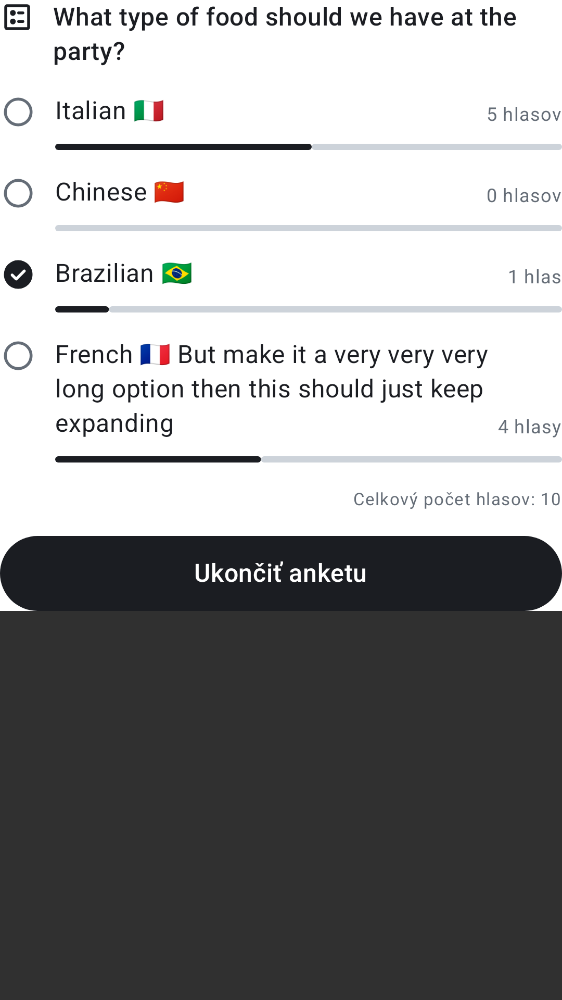 What type of food should we have at the
party?
Italian 🇮🇹
5 hlasov
Chinese 🇨🇳
0 hlasov
Brazilian 🇧🇷
1 hlas
French 🇫🇷 But make it a very very very
long option then this should just keep
expanding
4 hlasy
Celkový počet hlasov: 10
Ukončiť anketu